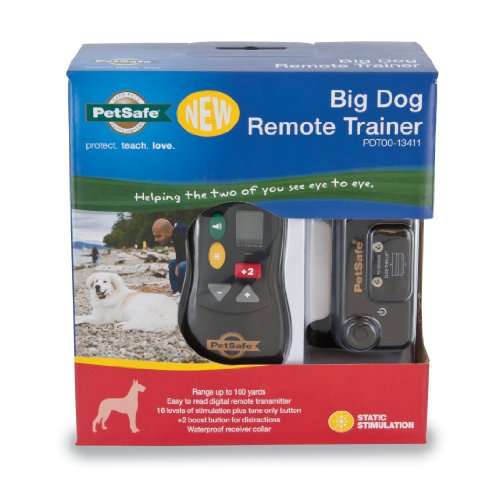 PetSafe
NEW
Big Dog
Remote Trainer
PDT00-13411
protect. teach. love.
Helping the two of you see eye to eye.
+2
PetSafe
PetSafe
Range up to 100 yards
Easy to read digital remote transmitter
16 levels of stimulation plus tone only button
+2 boost button for distractions
Waterproof receiver collar
STATIC
STIMULATION